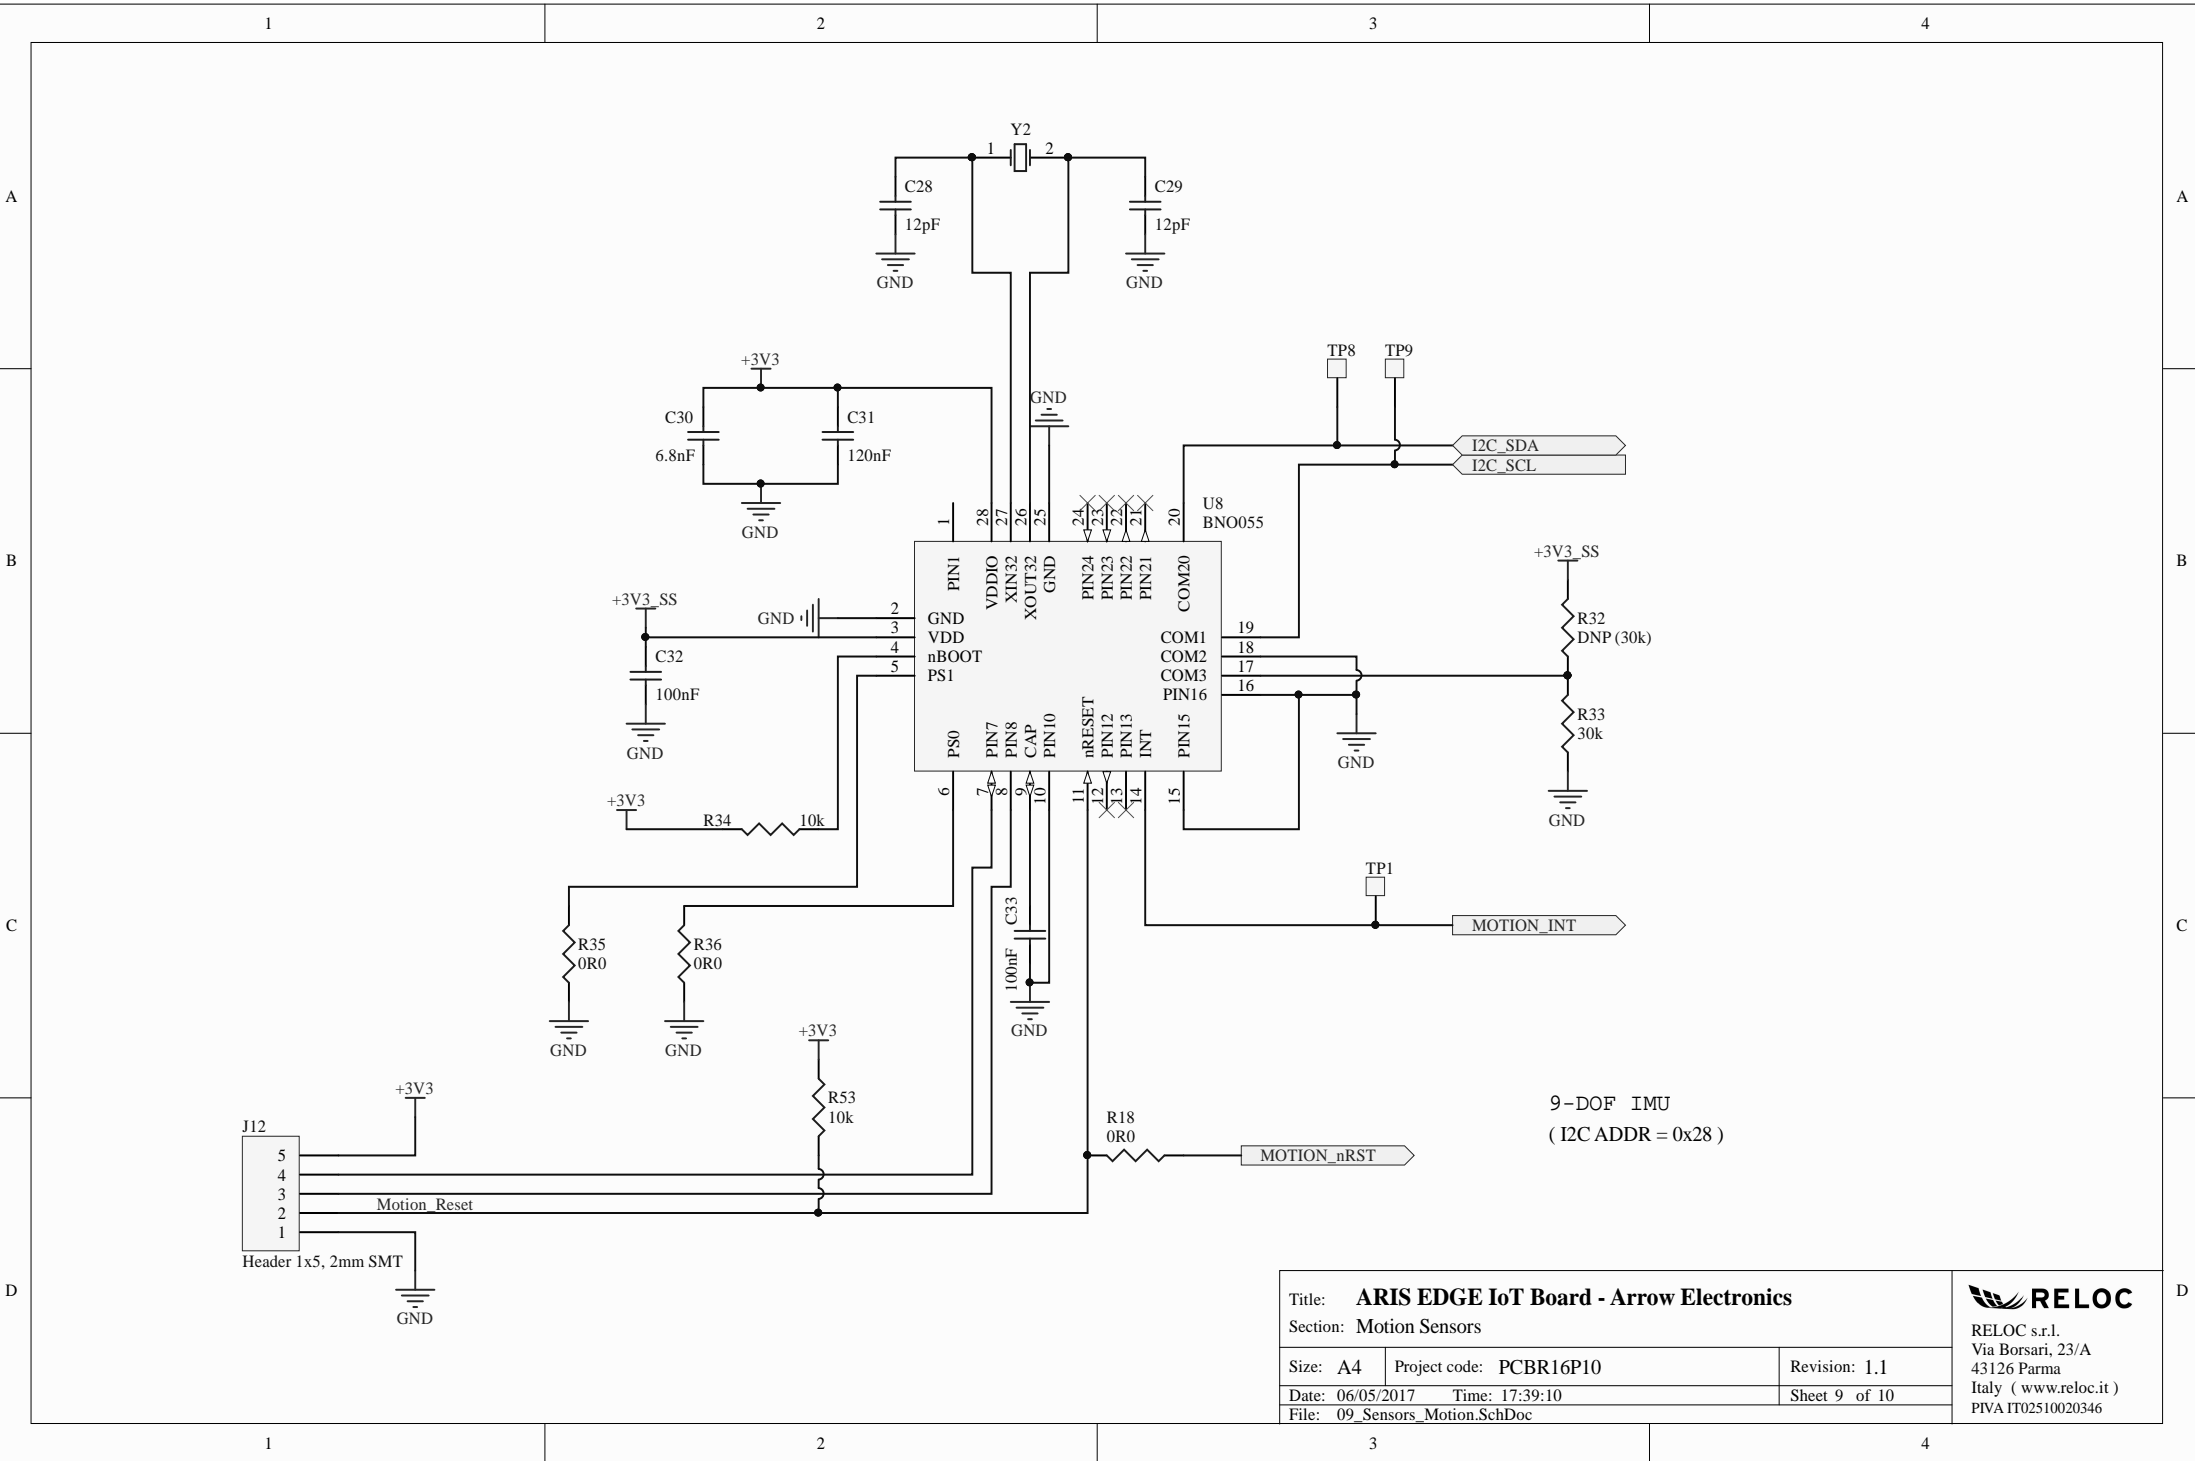 1 2 3 4
A A
B B
C C
D D
Y2
1 2
C28
12pF
GND
C29
12pF
GND
+3V3
C30
6.8nF
C31
120nF
GND
GND
TP8 TP9
I2C_SDA
I2C_SCL
U8
BNO055
1 28 27 26 25 24 23 22 21 20
PIN1 VDDIO XIN32 XOUT32 GND PIN24 PIN23 PIN22 PIN21 COM20
+3V3_SS
C32
100nF
GND
GND
2 GND
3 VDD
4 nBOOT
5 PS1
COM1 19
COM2 18
COM3 17
PIN16 16
GND
+3V3_SS
R32
DNP (30k)
R33
30k
GND
PS0 PIN7 PIN8 CAP PIN10 nRESET PIN12 PIN13 INT PIN15
6 7 8 9 10 11 12 13 14 15
+3V3
R34 10k
R35
0R0
GND
R36
0R0
GND
C33
100nF
GND
TP1
MOTION_INT
+3V3
R53
10k
+3V3
J12
5
4
3
2
1
Motion_Reset
Header 1x5, 2mm SMT
GND
R18
0R0
MOTION_nRST
9-DOF IMU
( I2C ADDR = 0x28 )
Title: ARIS EDGE IoT Board - Arrow Electronics
Section: Motion Sensors
Size: A4 Project code: PCBR16P10 Revision: 1.1
Date: 06/05/2017 Time: 17:39:10 Sheet 9 of 10
File: 09_Sensors_Motion.SchDoc
RELOC
RELOC s.r.l.
Via Borsari, 23/A
43126 Parma
Italy ( www.reloc.it )
PIVA IT02510020346
1 2 3 4